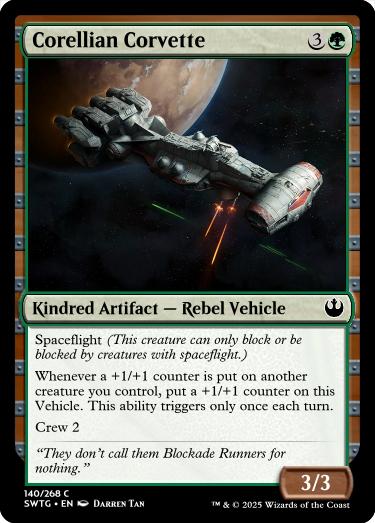 Corellian Corvette 3
Kindred Artifact — Rebel Vehicle
Spaceflight (This creature can only block or be
blocked by creatures with spaceflight.)
Whenever a +1/+1 counter is put on another
creature you control, put a +1/+1 counter on this
Vehicle. This ability triggers only once each turn.
Crew 2
“They don't call them Blockade Runners for
nothing.”
3/3
140/268 C
SWTG • EN Darren Tan
™ & © 2025 Wizards of the Coast